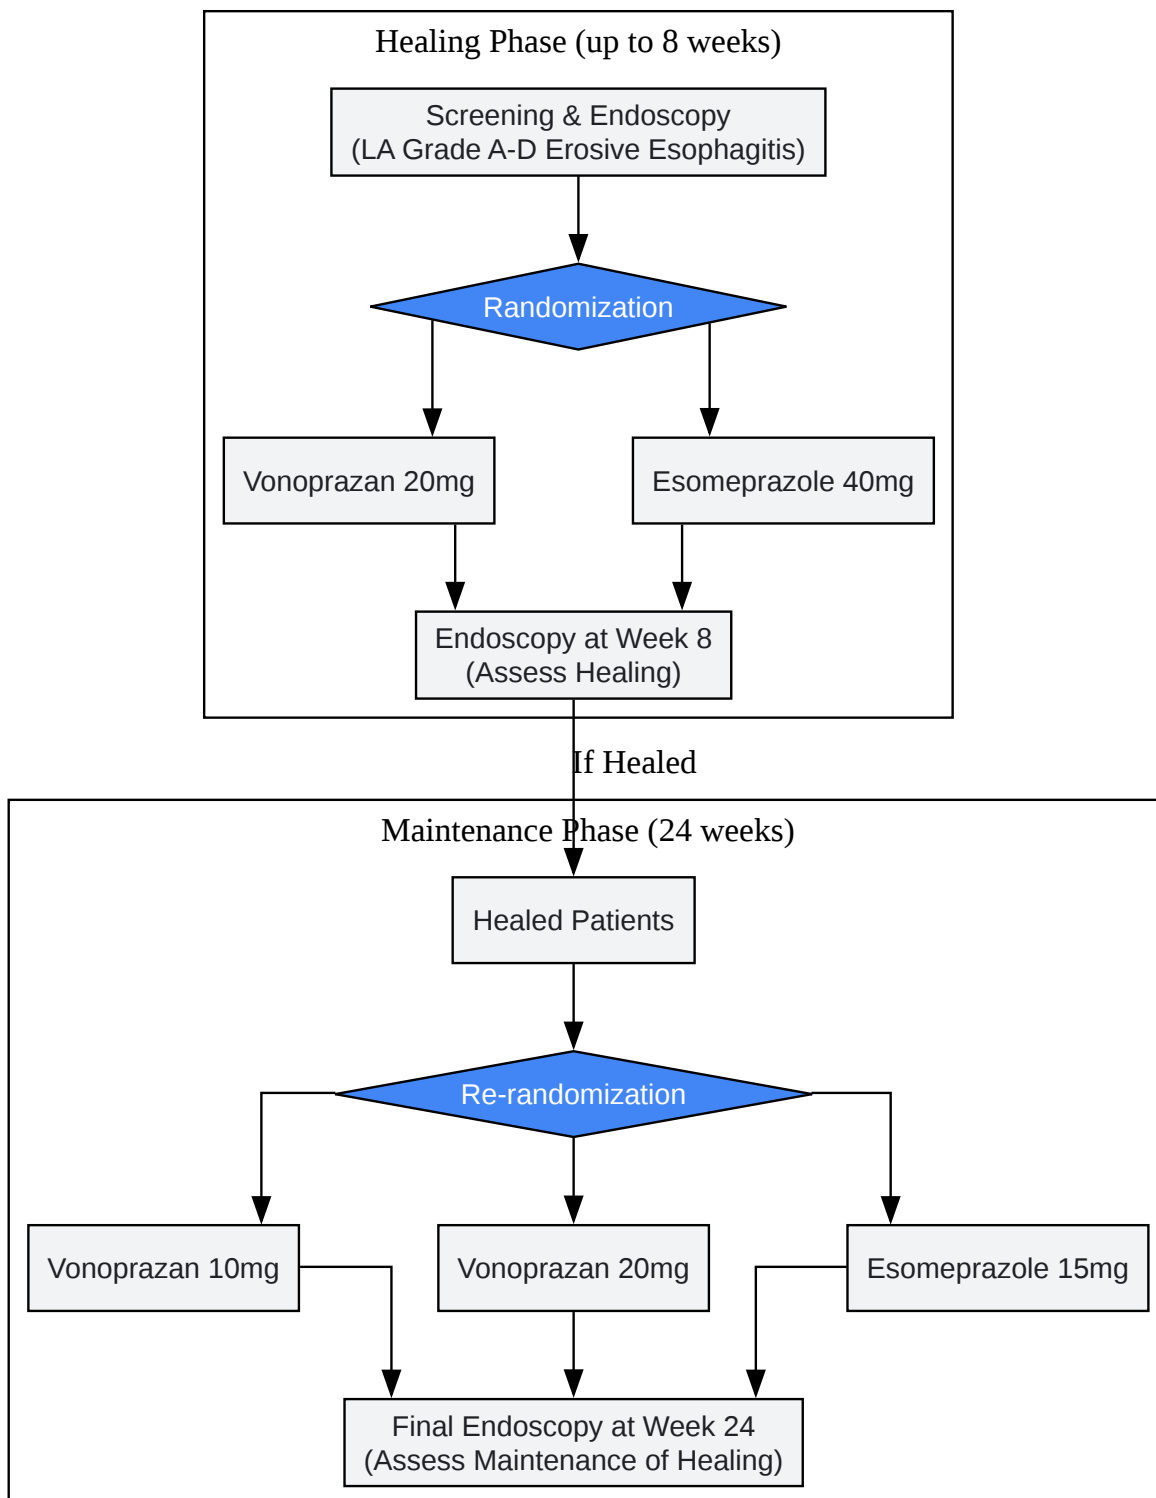 Healing Phase (up to 8 weeks)
Screening & Endoscopy
(LA Grade A-D Erosive Esophagitis)
Randomization
Vonoprazan 20mg
Esomeprazole 40mg
Endoscopy at Week 8
(Assess Healing)
If Healed
Maintenance Phase (24 weeks)
Healed Patients
Re-randomization
Vonoprazan 10mg
Vonoprazan 20mg
Esomeprazole 15mg
Final Endoscopy at Week 24
(Assess Maintenance of Healing)